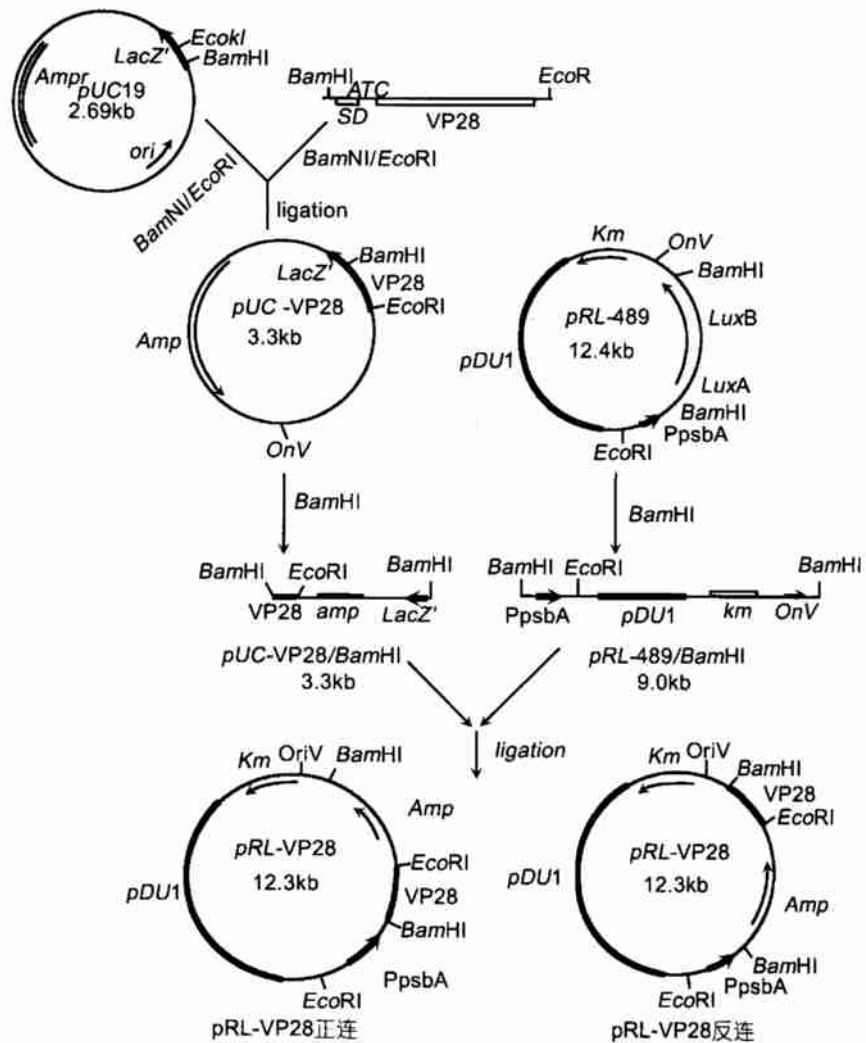 LacZ'
EcokI
BamHI
Ampr
pUC19
2.69kb
ori
BamHI
ATC
EcoR
SD
VP28
BamNI/EcoRI
BamNI/EcoRI
ligation
LacZ'
BamHI
VP28
EcoRI
pUC -VP28
3.3kb
Amp
OnV
Km
OnV
BamHI
pRL-489
12.4kb
LuxB
pDU1
LuxA
BamHI
PpsbA
EcoRI
BamHI
BamHI
BamHI
EcoRI
BamHI
VP28
amp
LacZ'
BamHI
EcoRI
BamHI
PpsbA
pDU1
km
OnV
pUC-VP28/BamHI
3.3kb
pRL-489/BamHI
9.0kb
ligation
Km
OriV
BamHI
Amp
pRL-VP28
12.3kb
EcoRI
VP28
pDU1
BamHI
PpsbA
EcoRI
pRL-VP28正连
Km
OriV
BamHI
VP28
EcoRI
pRL-VP28
12.3kb
pDU1
Amp
BamHI
PpsbA
EcoRI
pRL-VP28反连